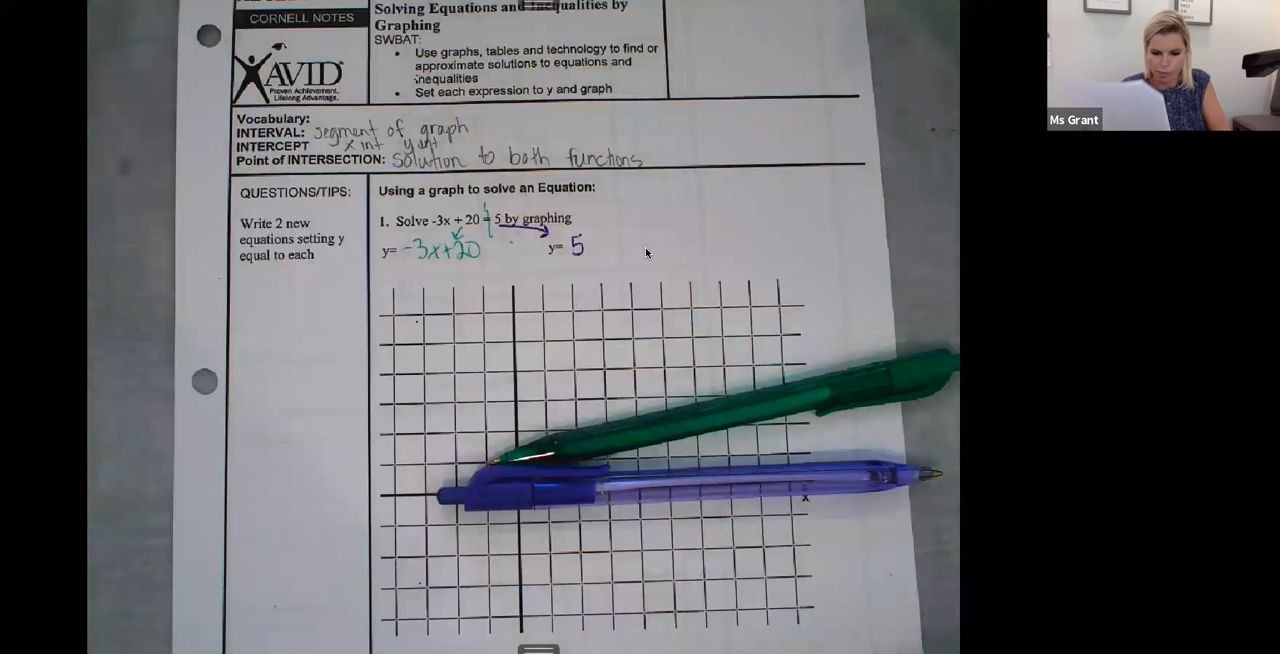 CORNELL NOTES
Solving Equations and Inequalities by
Graphing
SWBAT:
• Use graphs, tables and technology to find or
approximate solutions to equations and
inequalities
• Set each expression to y and graph
AVID
Proven Achievement.
Lifelong Advantage.
Vocabulary:
INTERVAL: segment of graph
INTERCEPT x int y int
Point of INTERSECTION: solution to both functions
QUESTIONS/TIPS:
Write 2 new
equations setting y
equal to each
Using a graph to solve an Equation:
1. Solve -3x + 20 = 5 by graphing
y= -3x+20 y= 5
x
Ms Grant